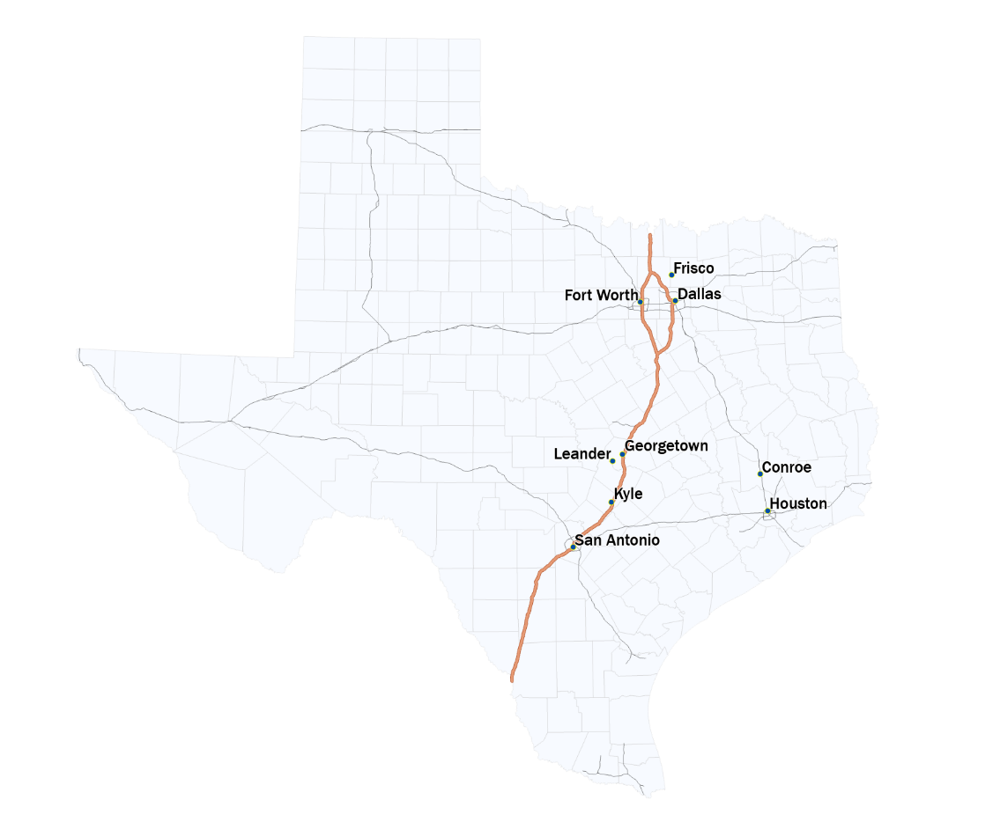 Frisco
Fort Worth
Dallas
Georgetown
Leander
Conroe
Kyle
Houston
San Antonio